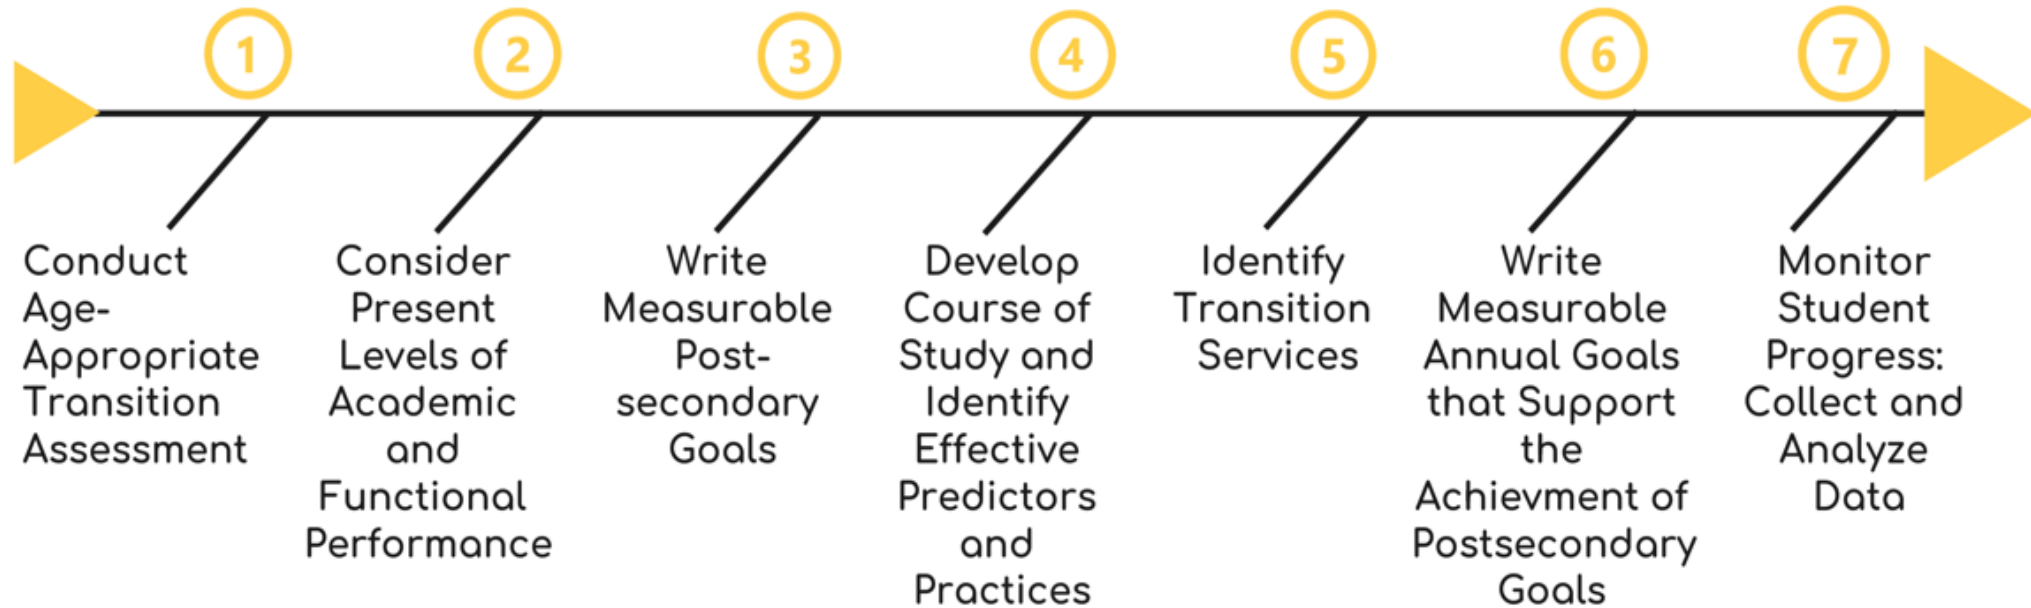 1
2
3
4
5
6
7
Conduct
Age-
Appropriate
Transition
Assessment
Consider
Present
Levels of
Academic
and
Functional
Performance
Write
Measurable
Post-
secondary
Goals
Develop
Course of
Study and
Identify
Effective
Predictors
and
Practices
Identify
Transition
Services
Write
Measurable
Annual Goals
that Support
the
Achievment of
Postsecondary
Goals
Monitor
Student
Progress:
Collect and
Analyze
Data